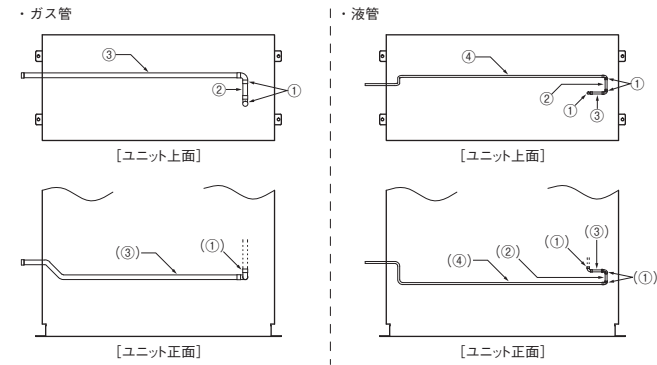 ・ガス管
③
②
①
[ユニット上面]
(③)
(①)
[ユニット正面]
・液管
④
②
①
①
③
[ユニット上面]
(④)
(②)
(①)
(③)
(①)
[ユニット正面]